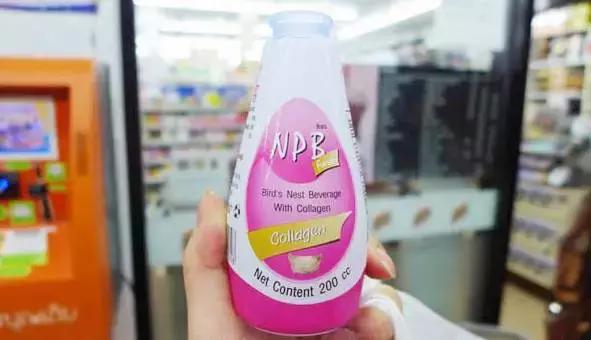 NPB
Bird's Nest Beverage
With Collagen
Collagen
Net Content 200 cc